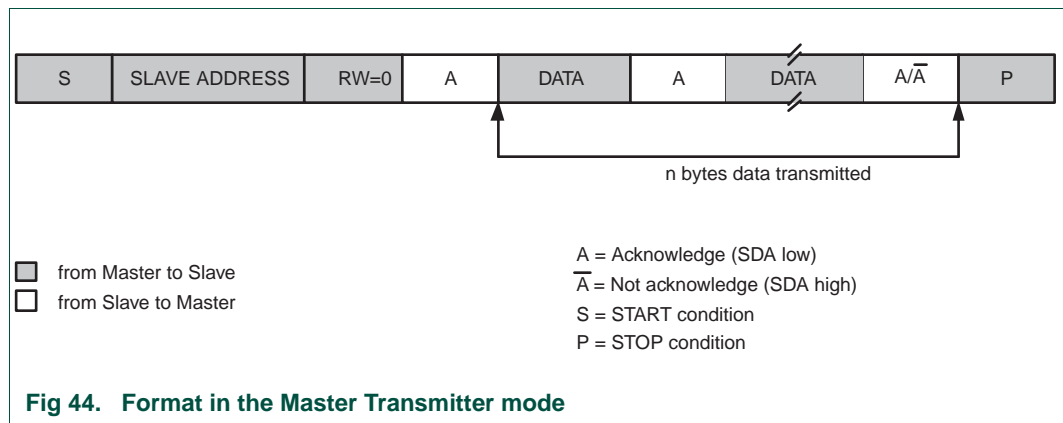 S SLAVE ADDRESS RW=0 A DATA A DATA A/A̅ P
n bytes data transmitted
from Master to Slave
from Slave to Master
A = Acknowledge (SDA low)
A̅ = Not acknowledge (SDA high)
S = START condition
P = STOP condition
Fig 44. Format in the Master Transmitter mode